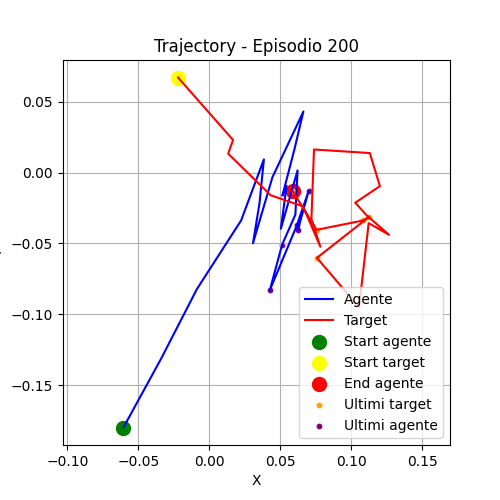 Trajectory - Episodio 200
0.05
0.00
−0.05
−0.10
−0.15
−0.10
−0.05
0.00
0.05
0.10
0.15
X
Agente
Target
Start agente
Start target
End agente
Ultimi target
Ultimi agente